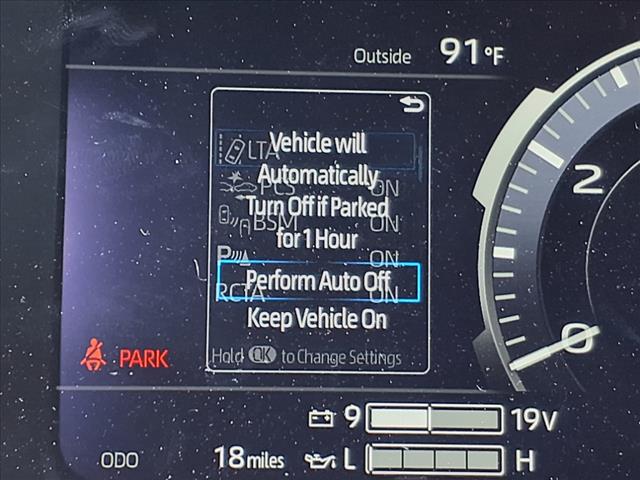 Outside 91°F
Vehicle will
LTA
Automatically
PCS ON
Turn Off if Parked
BSM ON
for 1 Hour
P ON
Perform Auto Off
RCTA ON
Keep Vehicle On
Hold OK to Change Settings
2
0
PARK
9 19V
ODO 18 miles L H